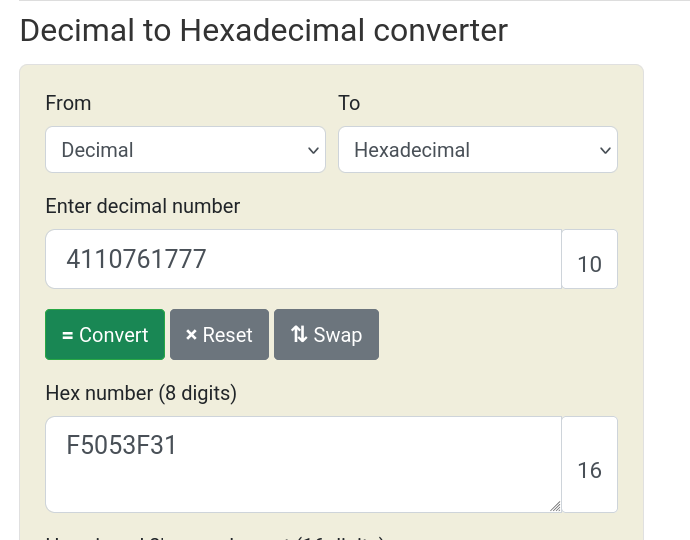 Decimal to Hexadecimal converter
From To
Decimal Hexadecimal
Enter decimal number
4110761777 10
= Convert × Reset ⇅ Swap
Hex number (8 digits)
F5053F31 16